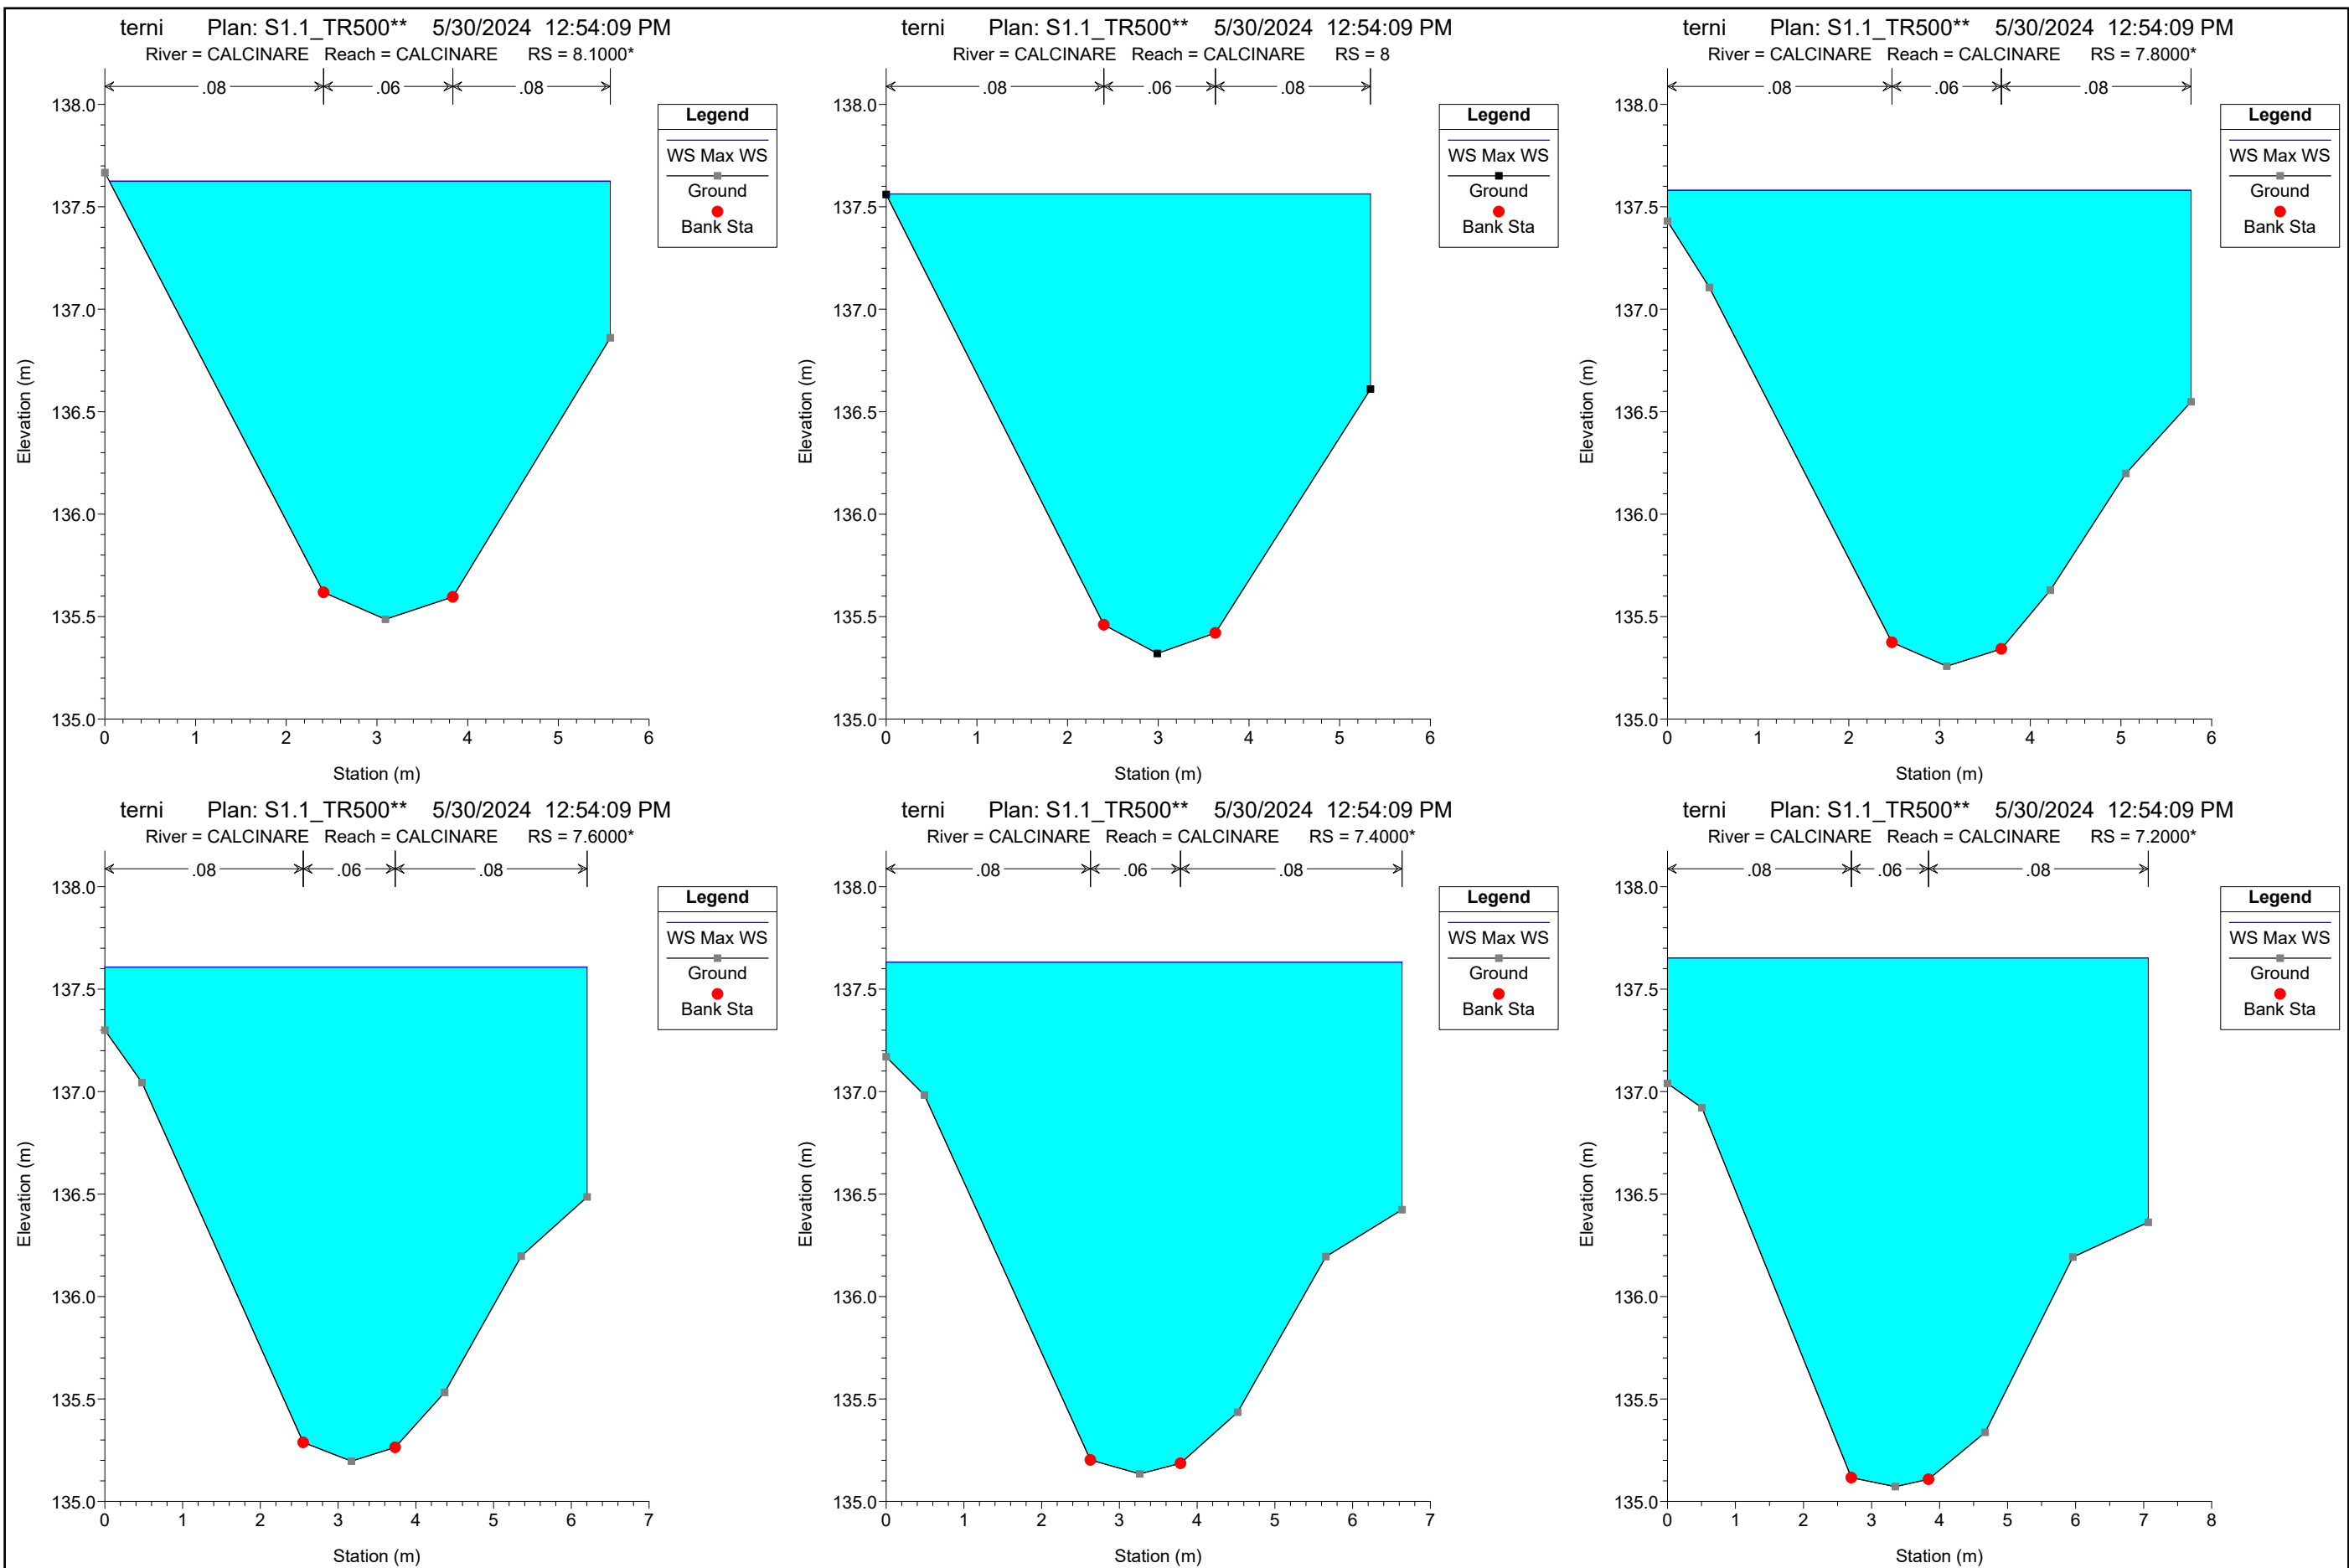 terni Plan: S1.1_TR500** 5/30/2024 12:54:09 PM
River = CALCINARE Reach = CALCINARE RS = 8.1000*
.08 .06 .08
138.0
137.5
137.0
136.5
136.0
135.5
135.0
Elevation (m)
0 1 2 3 4 5 6
Station (m)
Legend
WS Max WS
Ground
Bank Sta
terni Plan: S1.1_TR500** 5/30/2024 12:54:09 PM
River = CALCINARE Reach = CALCINARE RS = 8
.08 .06 .08
138.0
137.5
137.0
136.5
136.0
135.5
135.0
Elevation (m)
0 1 2 3 4 5 6
Station (m)
Legend
WS Max WS
Ground
Bank Sta
terni Plan: S1.1_TR500** 5/30/2024 12:54:09 PM
River = CALCINARE Reach = CALCINARE RS = 7.8000*
.08 .06 .08
138.0
137.5
137.0
136.5
136.0
135.5
135.0
Elevation (m)
0 1 2 3 4 5 6
Station (m)
Legend
WS Max WS
Ground
Bank Sta
terni Plan: S1.1_TR500** 5/30/2024 12:54:09 PM
River = CALCINARE Reach = CALCINARE RS = 7.6000*
.08 .06 .08
138.0
137.5
137.0
136.5
136.0
135.5
135.0
Elevation (m)
0 1 2 3 4 5 6 7
Station (m)
Legend
WS Max WS
Ground
Bank Sta
terni Plan: S1.1_TR500** 5/30/2024 12:54:09 PM
River = CALCINARE Reach = CALCINARE RS = 7.4000*
.08 .06 .08
138.0
137.5
137.0
136.5
136.0
135.5
135.0
Elevation (m)
0 1 2 3 4 5 6 7
Station (m)
Legend
WS Max WS
Ground
Bank Sta
terni Plan: S1.1_TR500** 5/30/2024 12:54:09 PM
River = CALCINARE Reach = CALCINARE RS = 7.2000*
.08 .06 .08
138.0
137.5
137.0
136.5
136.0
135.5
135.0
Elevation (m)
0 1 2 3 4 5 6 7 8
Station (m)
Legend
WS Max WS
Ground
Bank Sta